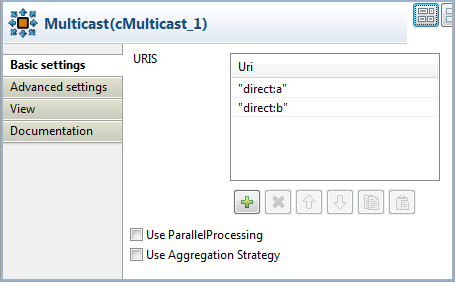 Multicast(cMulticast_1)
Basic settings
Advanced settings
View
Documentation
URIS
Uri
"direct:a"
"direct:b"
Use ParallelProcessing
Use Aggregation Strategy